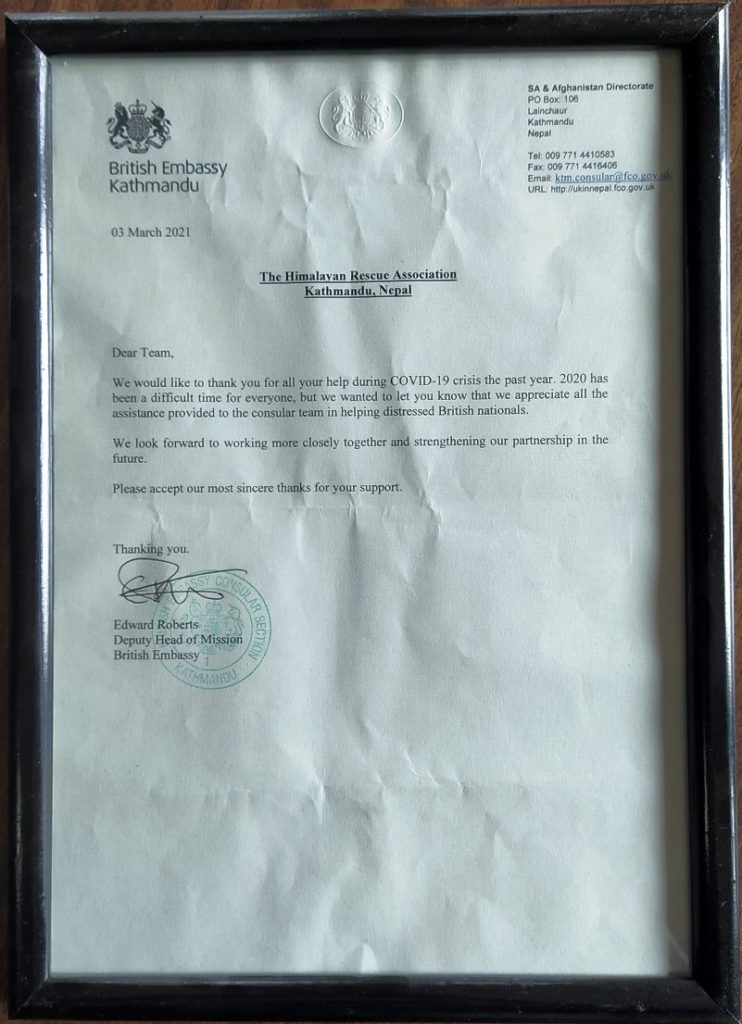 British Embassy
Kathmandu
SA & Afghanistan Directorate
PO Box: 106
Lainchaur
Kathmandu
Nepal
Tel: 009 771 4410583
Fax: 009 771 4416406
Email: ktm.consular@fco.gov.uk
URL: http://ukinnepal.fco.gov.uk
03 March 2021
The Himalayan Rescue Association
Kathmandu, Nepal
Dear Team,
We would like to thank you for all your help during COVID-19 crisis the past year. 2020 has
been a difficult time for everyone, but we wanted to let you know that we appreciate all the
assistance provided to the consular team in helping distressed British nationals.
We look forward to working more closely together and strengthening our partnership in the
future.
Please accept our most sincere thanks for your support.
Thanking you.
Edward Roberts
Deputy Head of Mission
British Embassy
EMBASSY CONSULAR SECTION
KATHMANDU